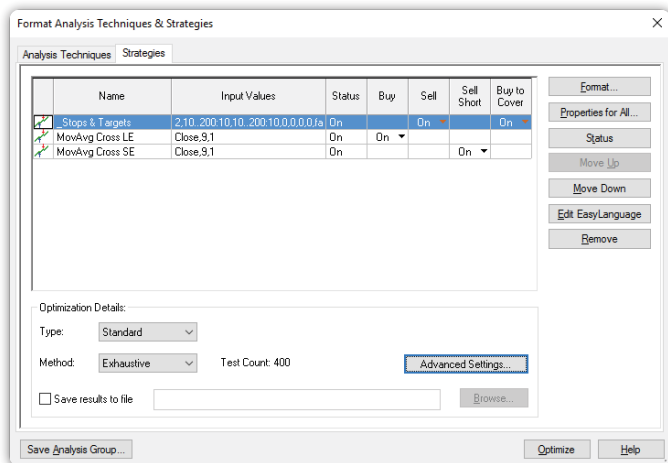 Format Analysis Techniques & Strategies
Analysis Techniques Strategies
Name Input Values Status Buy Sell Sell Short Buy to Cover
_Stops & Targets 2,10..200:10,10..200:10,0,0,0,0,fa On On On
MovAvg Cross LE Close,9,1 On On
MovAvg Cross SE Close,9,1 On On
Format...
Properties for All...
Status
Move Up
Move Down
Edit EasyLanguage
Remove
Optimization Details:
Type: Standard
Method: Exhaustive Test Count: 400 Advanced Settings...
Save results to file Browse...
Save Analysis Group... Optimize Help